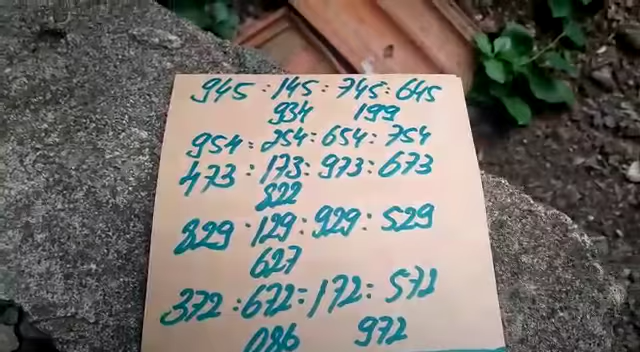 945 : 145 : 745 : 645
934 199
954 : 254 : 654 : 754
473 : 173 : 973 : 673
822
829 : 129 : 929 : 529
627
372 : 672 = 172 : 572
086 972